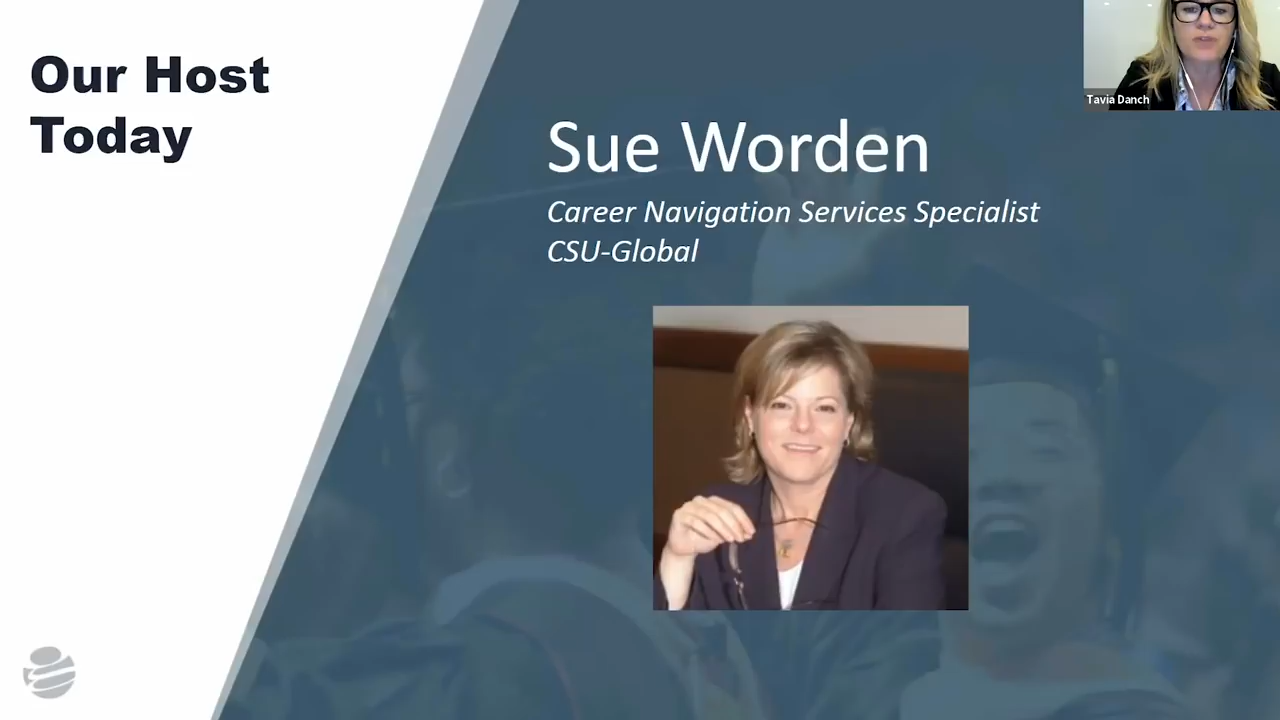 Our Host
Today
Sue Worden
Career Navigation Services Specialist
CSU-Global
Tavia Danch